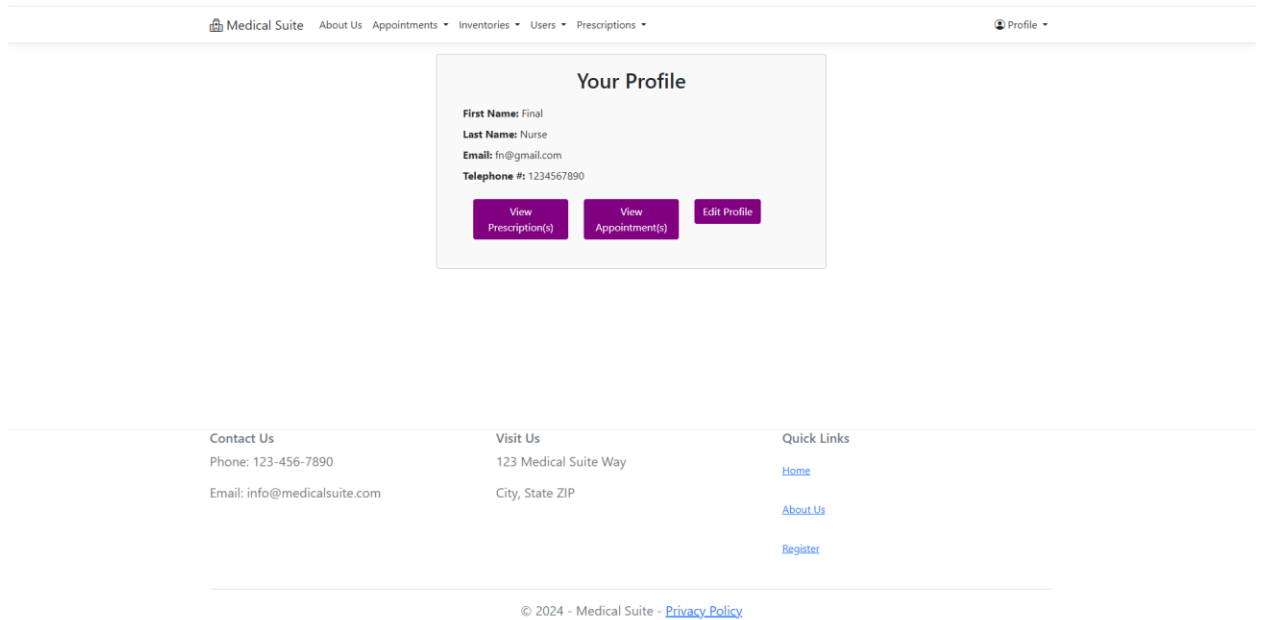 Medical Suite About Us Appointments Inventories Users Prescriptions Profile
Your Profile
First Name: Final
Last Name: Nurse
Email: fn@gmail.com
Telephone #: 1234567890
View Prescription(s)
View Appointment(s)
Edit Profile
Contact Us
Phone: 123-456-7890
Email: info@medicalsuite.com
Visit Us
123 Medical Suite Way
City, State ZIP
Quick Links
Home
About Us
Register
© 2024 - Medical Suite - Privacy Policy